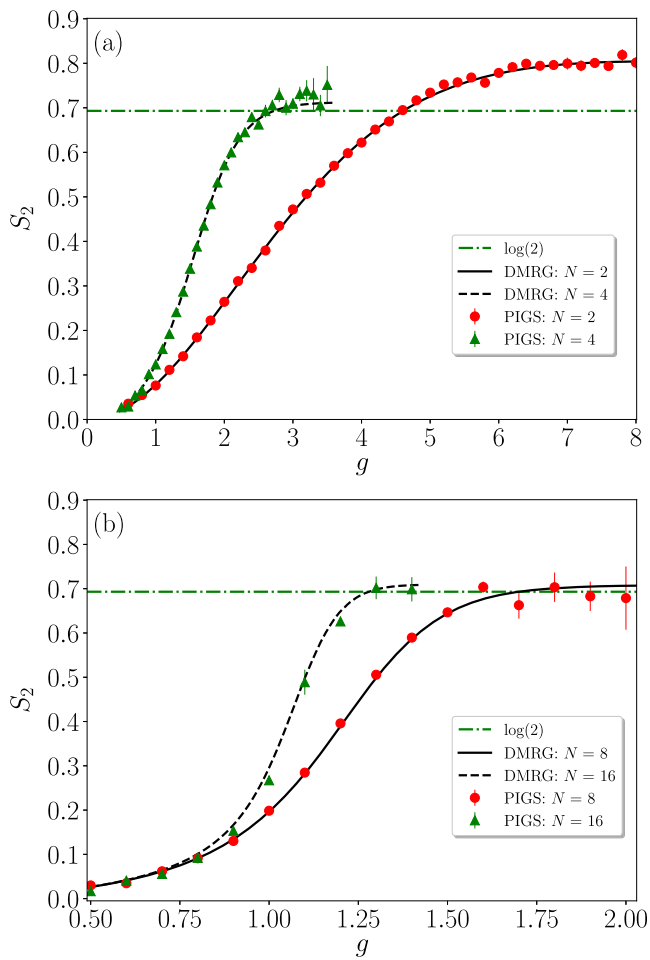 (a)
0.9
0.8
0.7
0.6
0.5
0.4
0.3
0.2
0.1
0.0
S2
log(2)
DMRG: N = 2
DMRG: N = 4
PIGS: N = 2
PIGS: N = 4
0 1 2 3 4 5 6 7 8
g
(b)
0.9
0.8
0.7
0.6
0.5
0.4
0.3
0.2
0.1
0.0
S2
log(2)
DMRG: N = 8
DMRG: N = 16
PIGS: N = 8
PIGS: N = 16
0.50 0.75 1.00 1.25 1.50 1.75 2.00
g